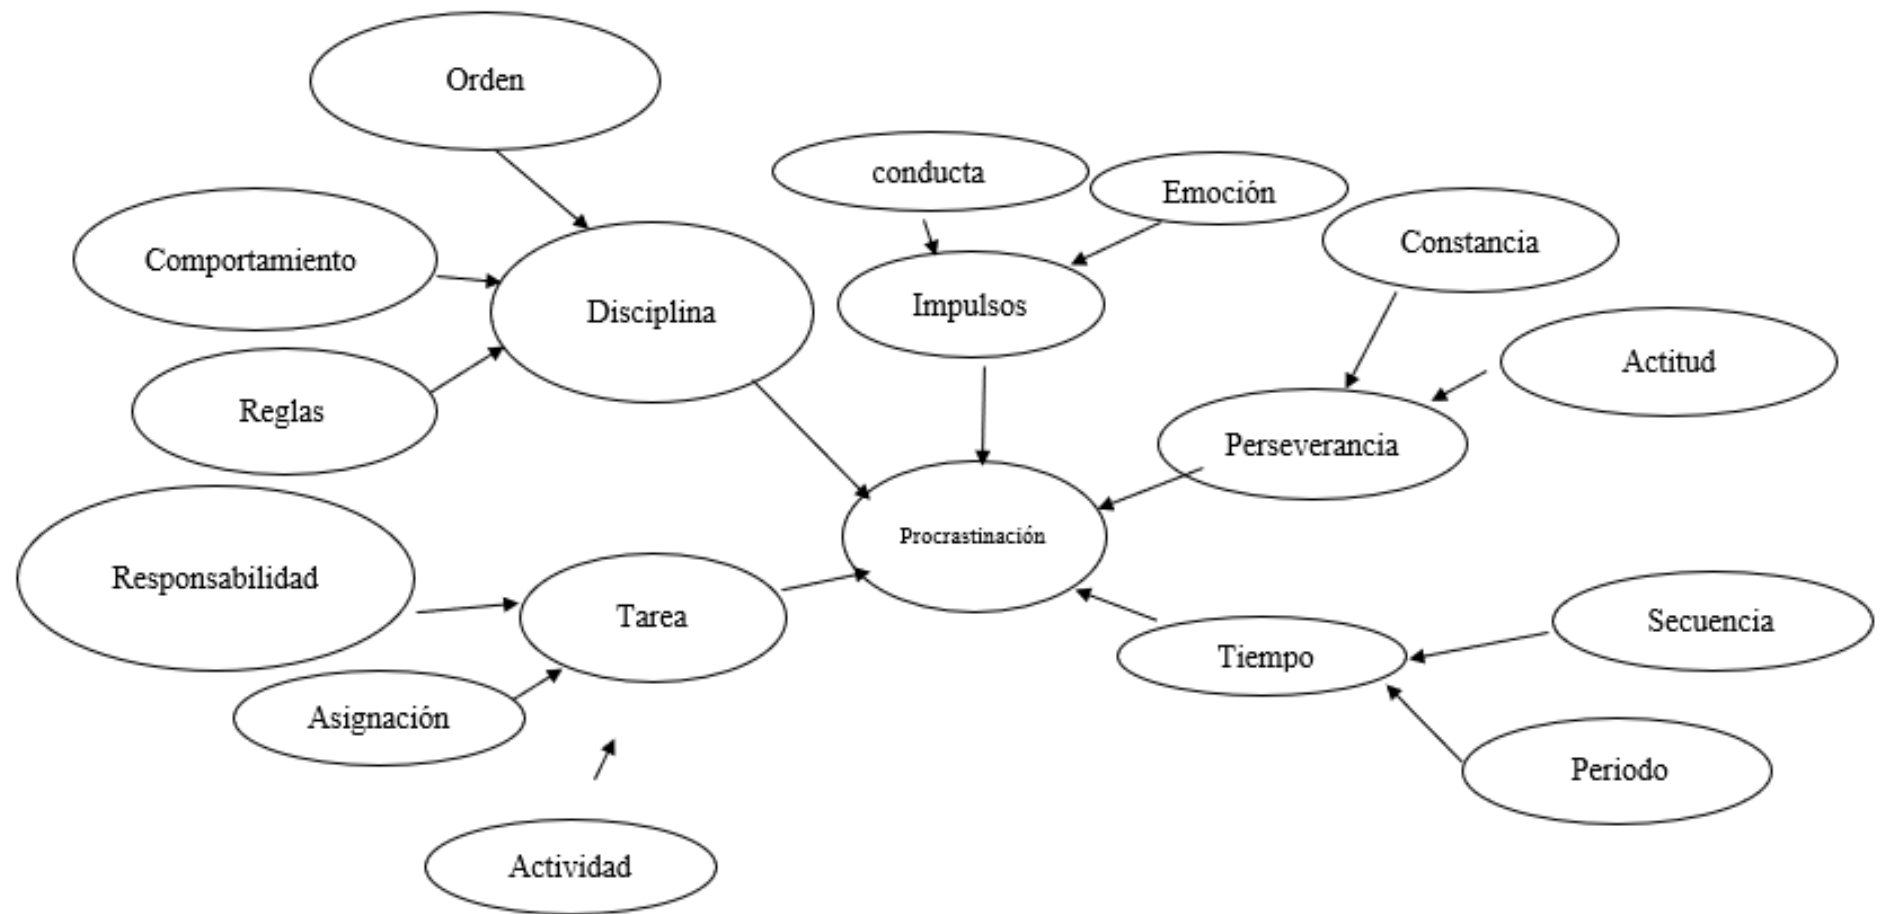 Orden
conducta
Emoción
Constancia
Comportamiento
Disciplina
Impulsos
Actitud
Reglas
Perseverancia
Procrastinación
Responsabilidad
Tarea
Secuencia
Tiempo
Asignación
Periodo
Actividad